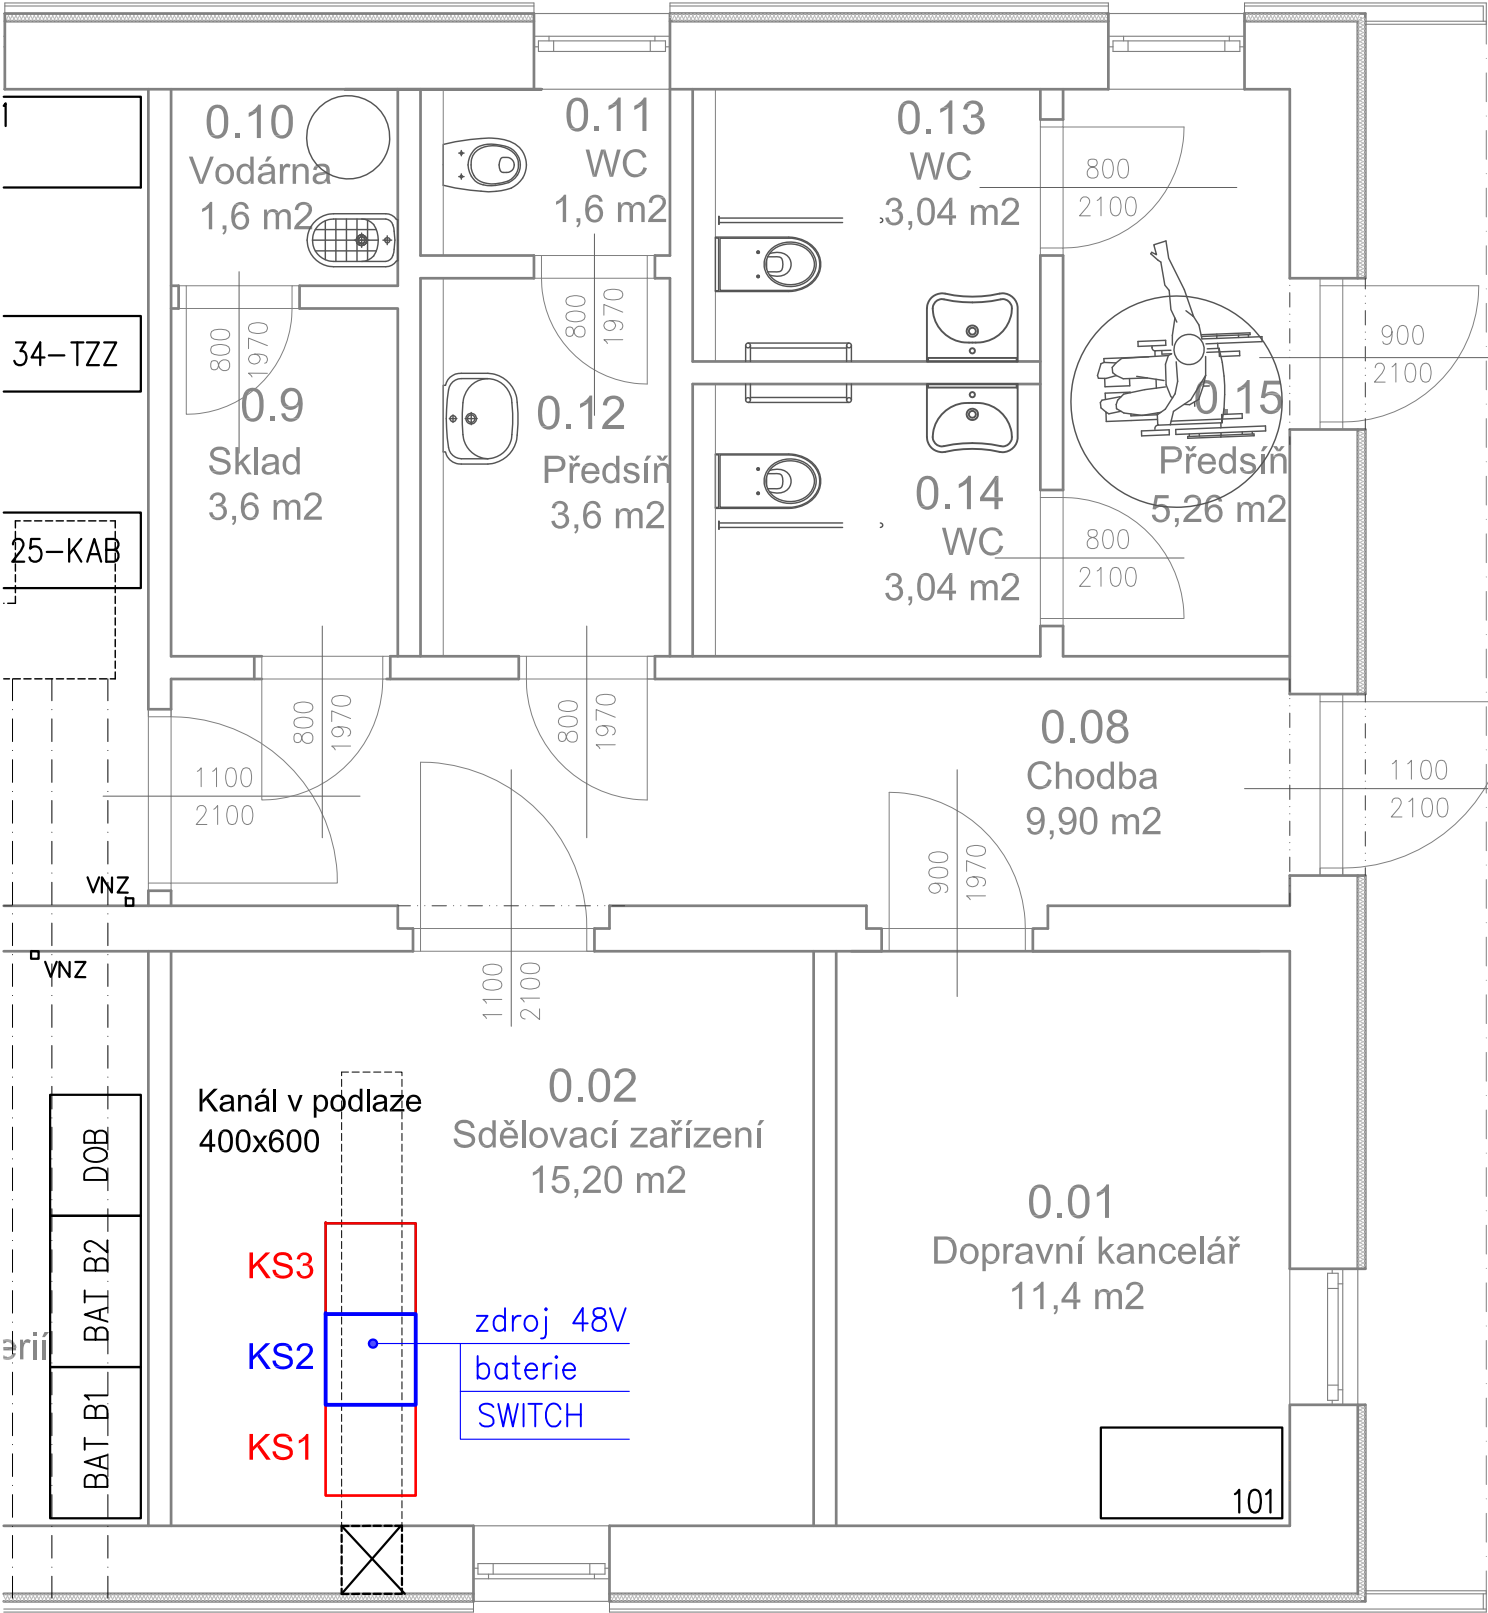 1
0.10
Vodárna
1,6 m2
0.11
WC
1,6 m2
0.13
WC
3,04 m2
800
2100
34-TZZ
800
1970
800
1970
0.9
Sklad
3,6 m2
0.12
Předsíň
3,6 m2
900
2100
0.15
Předsíň
5,26 m2
0.14
WC
3,04 m2
800
2100
25-KAB
800
1970
800
1970
1100
2100
0.08
Chodba
9,90 m2
1100
2100
900
1970
VNZ
VNZ
1100
2100
Kanál v podlaze
400x600
0.02
Sdělovací zařízení
15,20 m2
DOB
BAI B2
BAT B1
erií
0.01
Dopravní kancelář
11,4 m2
KS3
KS2
KS1
zdroj 48V
baterie
SWITCH
101